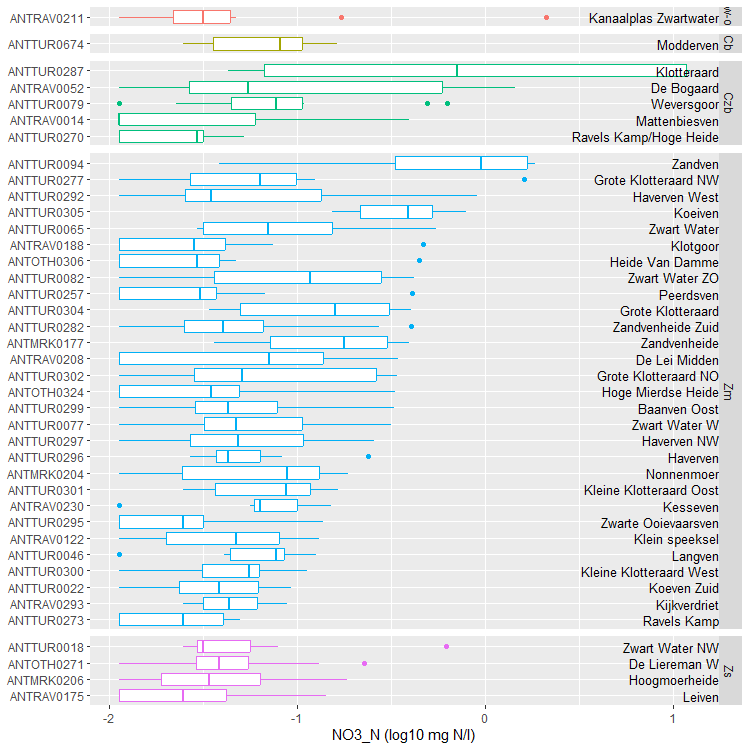 ANTRAV0211 Kanaalplas Zwartwater
ANTTUR0674 Modderven Cb
ANTTUR0287 Klotteraard
ANTRAV0052 De Bogaard
ANTTUR0079 Weversgoor Czb
ANTRAV0014 Mattenbiesven
ANTTUR0270 Ravels Kamp/Hoge Heide
ANTTUR0094 Zandven
ANTTUR0277 Grote Klotteraard NW
ANTTUR0292 Haverven West
ANTTUR0305 Koeiven
ANTTUR0065 Zwart Water
ANTRAV0188 Klotgoor
ANTOTH0306 Heide Van Damme
ANTTUR0082 Zwart Water ZO
ANTTUR0257 Peerdsven
ANTTUR0304 Grote Klotteraard
ANTTUR0282 Zandvenheide Zuid
ANTMRK0177 Zandvenheide
ANTRAV0208 De Lei Midden
ANTTUR0302 Grote Klotteraard NO
ANTOTH0324 Hoge Mierdse Heide Zm
ANTTUR0299 Baanven Oost
ANTTUR0077 Zwart Water W
ANTTUR0297 Haverven NW
ANTTUR0296 Haverven
ANTMRK0204 Nonnenmoer
ANTTUR0301 Kleine Klotteraard Oost
ANTRAV0230 Kesseven
ANTTUR0295 Zwarte Ooievaarsven
ANTRAV0122 Klein speeksel
ANTTUR0046 Langven
ANTTUR0300 Kleine Klotteraard West
ANTTUR0022 Koeven Zuid
ANTRAV0293 Kijkverdriet
ANTTUR0273 Ravels Kamp
ANTTUR0018 Zwart Water NW
ANTOTH0271 De Liereman W
ANTMRK0206 Hoogmoerheide Zs
ANTRAV0175 Leiven
-2 -1 0 1
NO3_N (log10 mg N/l)